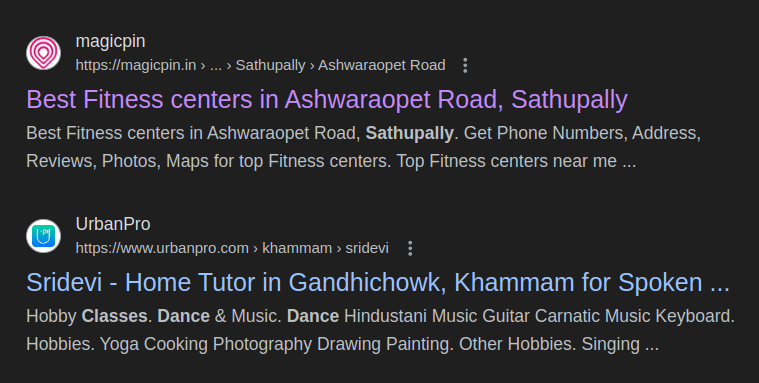 magicpin
https://magicpin.in › ... › Sathupally › Ashwaraopet Road
Best Fitness centers in Ashwaraopet Road, Sathupally
Best Fitness centers in Ashwaraopet Road, Sathupally. Get Phone Numbers, Address,
Reviews, Photos, Maps for top Fitness centers. Top Fitness centers near me ...
UrbanPro
https://www.urbanpro.com › khammam › sridevi
Sridevi - Home Tutor in Gandhichowk, Khammam for Spoken ...
Hobby Classes. Dance & Music. Dance Hindustani Music Guitar Carnatic Music Keyboard.
Hobbies. Yoga Cooking Photography Drawing Painting. Other Hobbies. Singing ...